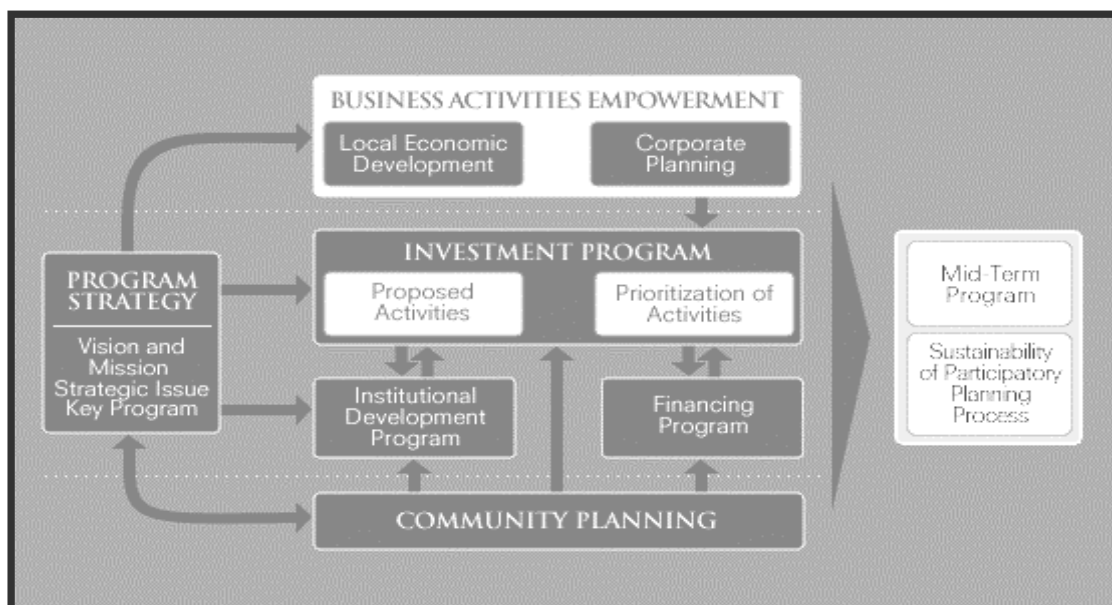 BUSINESS ACTIVITIES EMPOWERMENT
Local Economic
Development
Corporate
Planning
INVESTMENT PROGRAM
Proposed
Activities
Prioritization of
Activities
PROGRAM
STRATEGY
Vision and
Mission
Strategic Issue
Key Program
Institutional
Development
Program
Financing
Program
COMMUNITY PLANNING
Mid-Term
Program
Sustainability
of Participatory
Planning
Process